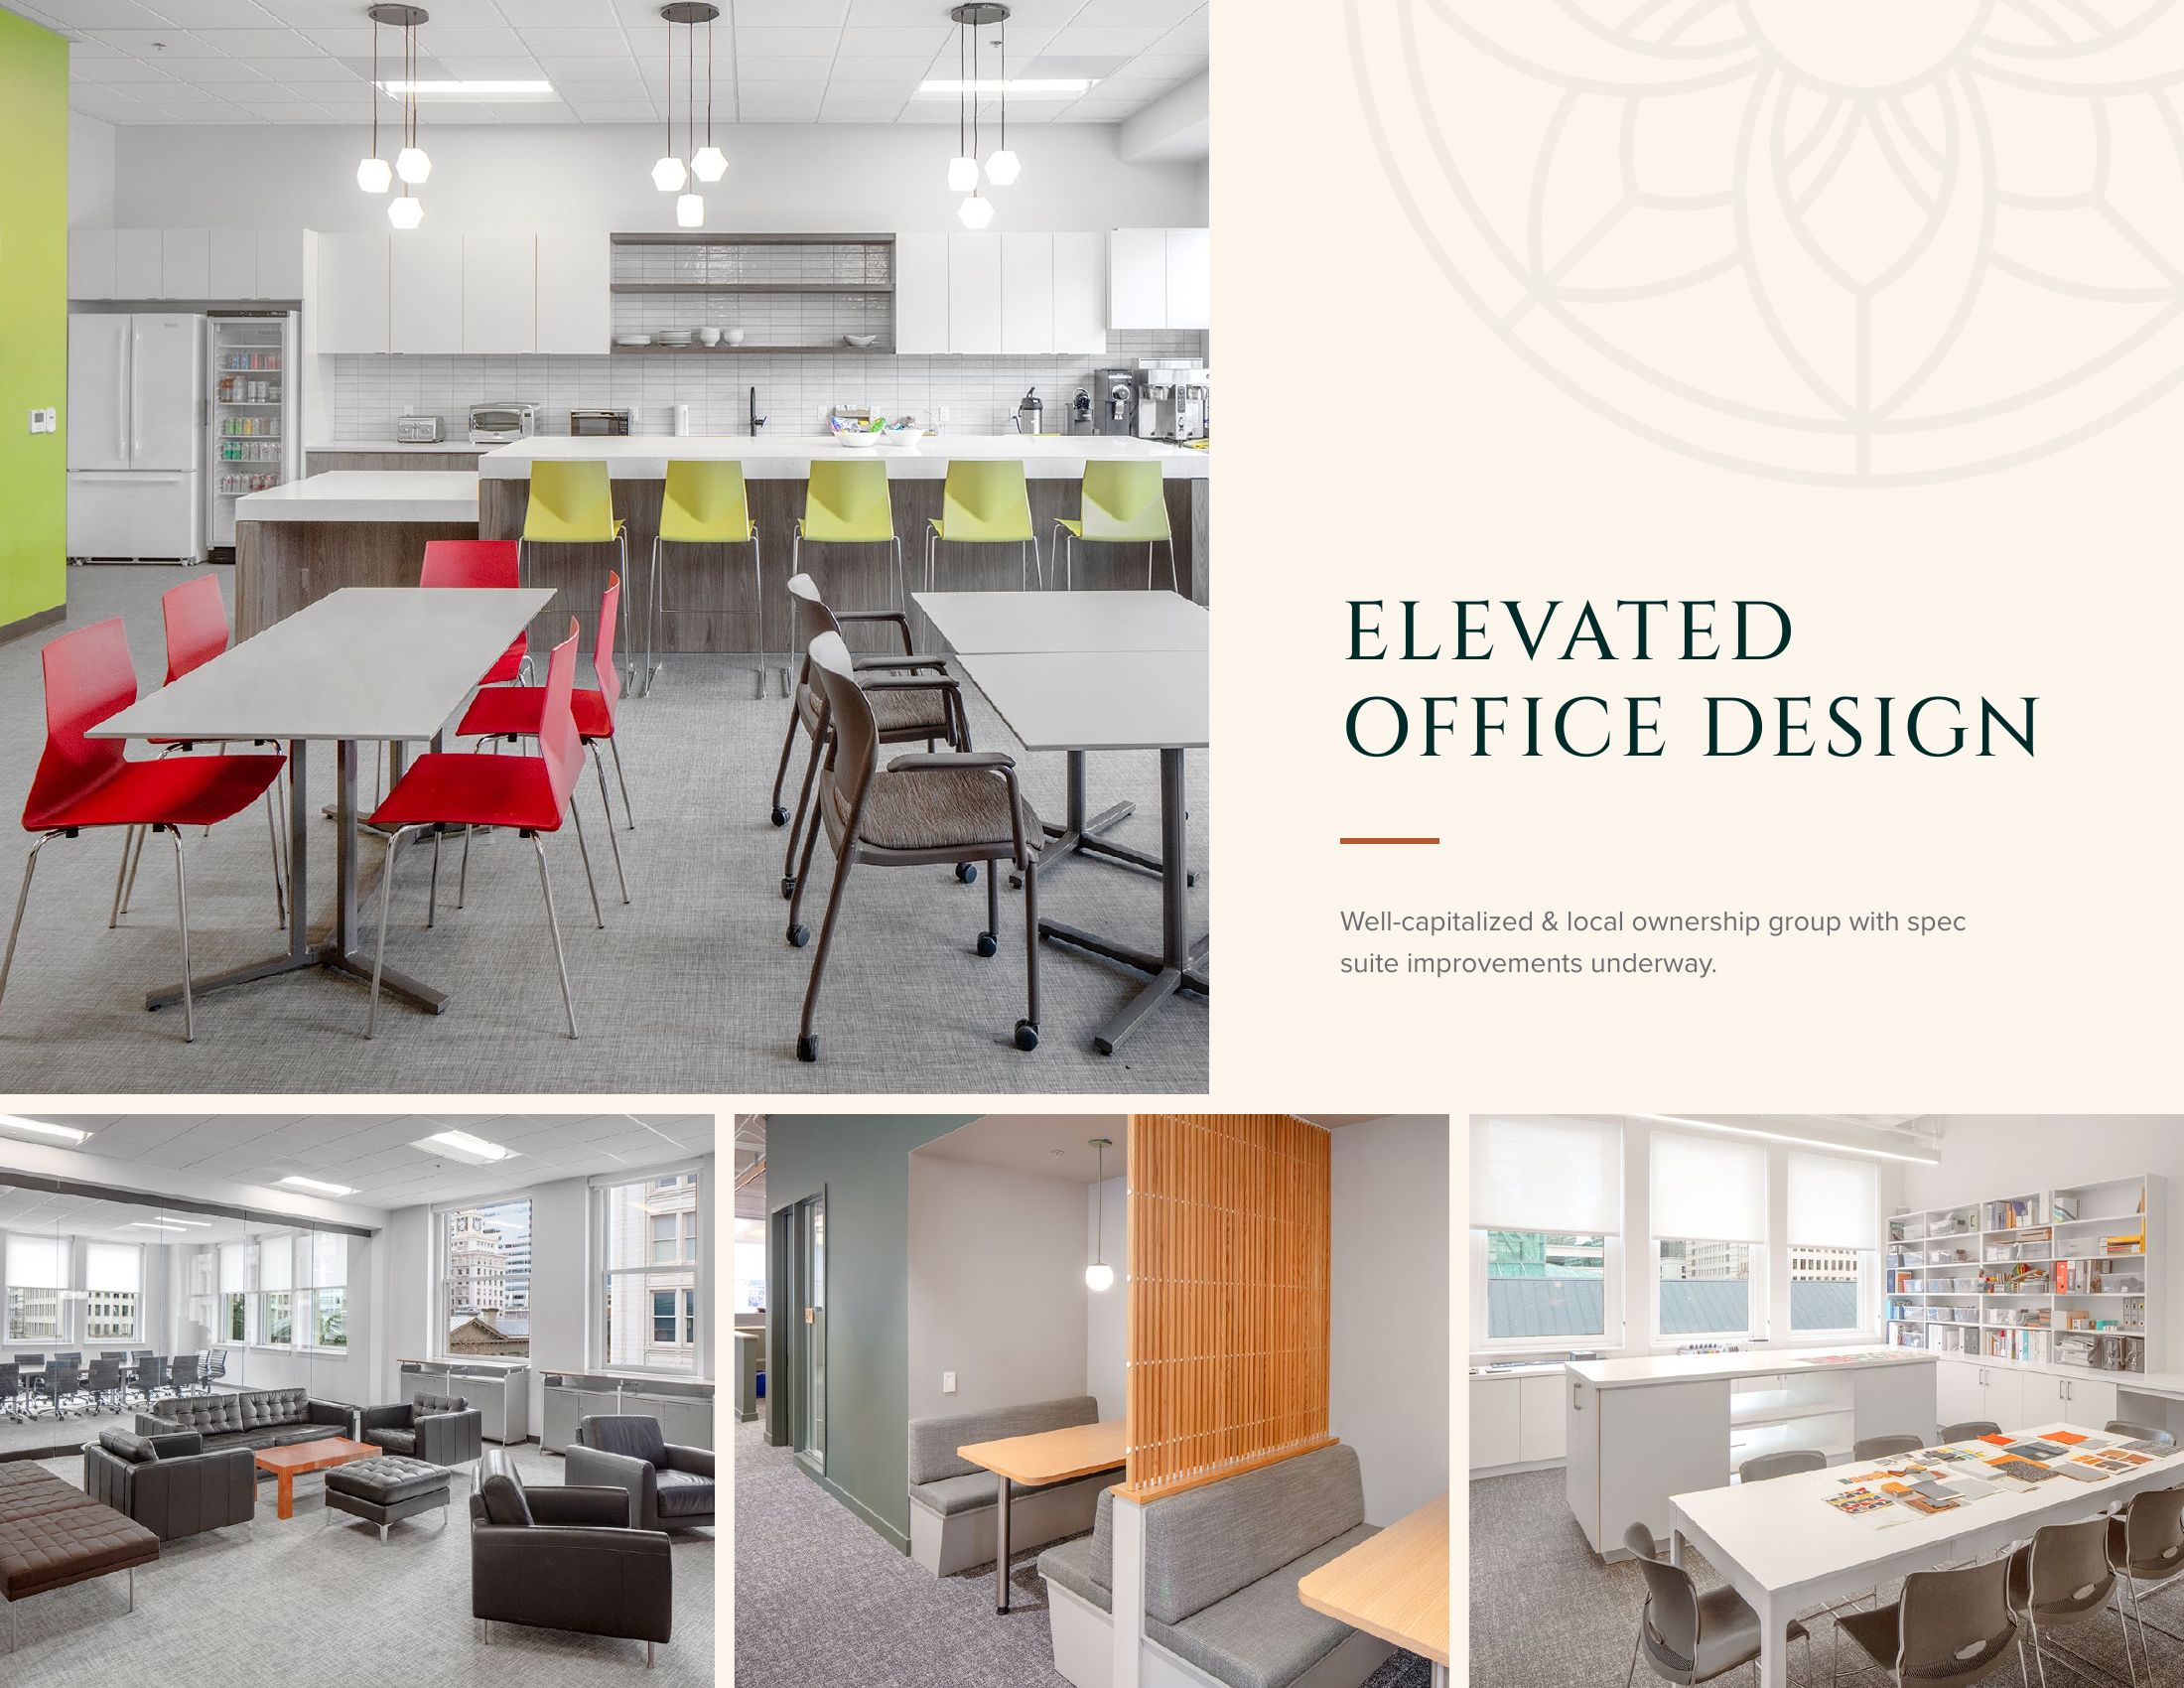 ELEVATED
OFFICE DESIGN
Well-capitalized & local ownership group with spec
suite improvements underway.